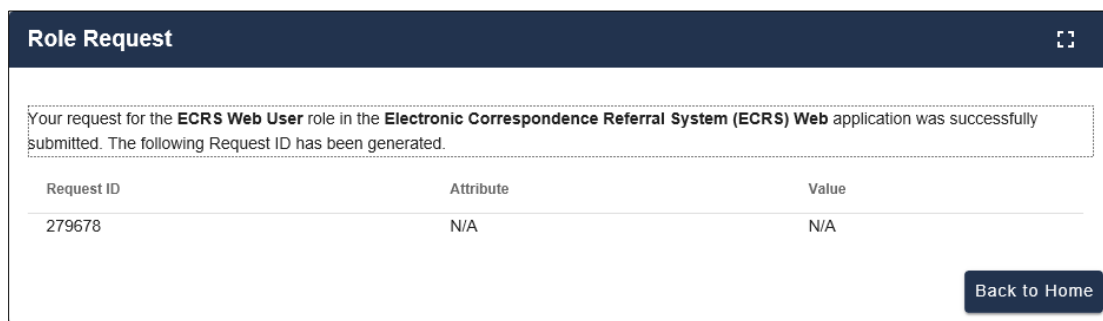 Role Request
Your request for the ECRS Web User role in the Electronic Correspondence Referral System (ECRS) Web application was successfully
submitted. The following Request ID has been generated.
Request ID Attribute Value
279678 N/A N/A
Back to Home